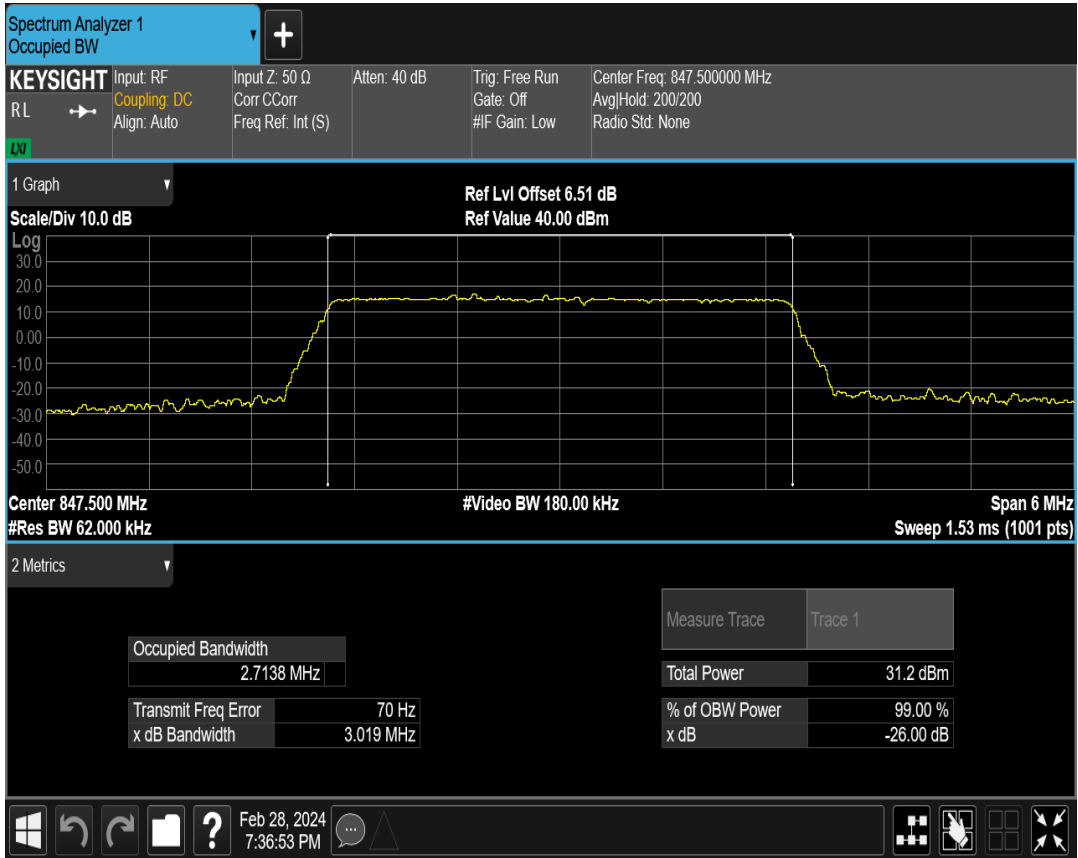 Spectrum Analyzer 1
Occupied BW
KEYSIGHT
R L
LXI
Input: RF
Coupling: DC
Align: Auto
Input Z: 50 Ω
Corr CCorr
Freq Ref: Int (S)
Atten: 40 dB
Trig: Free Run
Gate: Off
#IF Gain: Low
Center Freq: 847.500000 MHz
Avg|Hold: 200/200
Radio Std: None
1 Graph
Scale/Div 10.0 dB
Ref Lvl Offset 6.51 dB
Ref Value 40.00 dBm
Log
30.0
20.0
10.0
0.00
-10.0
-20.0
-30.0
-40.0
-50.0
Center 847.500 MHz
#Video BW 180.00 kHz
Span 6 MHz
#Res BW 62.000 kHz
Sweep 1.53 ms (1001 pts)
2 Metrics
Measure Trace Trace 1
Occupied Bandwidth
2.7138 MHz
Total Power 31.2 dBm
Transmit Freq Error 70 Hz
% of OBW Power 99.00 %
x dB Bandwidth 3.019 MHz
x dB -26.00 dB
?
Feb 28, 2024
7:36:53 PM